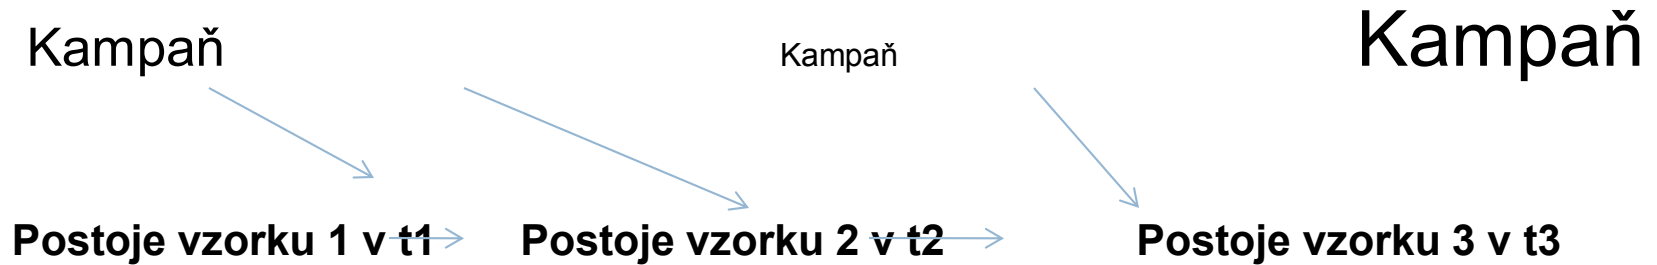 Kampaň Kampaň Kampaň
Postoje vzorku 1 v t1 Postoje vzorku 2 v t2 Postoje vzorku 3 v t3